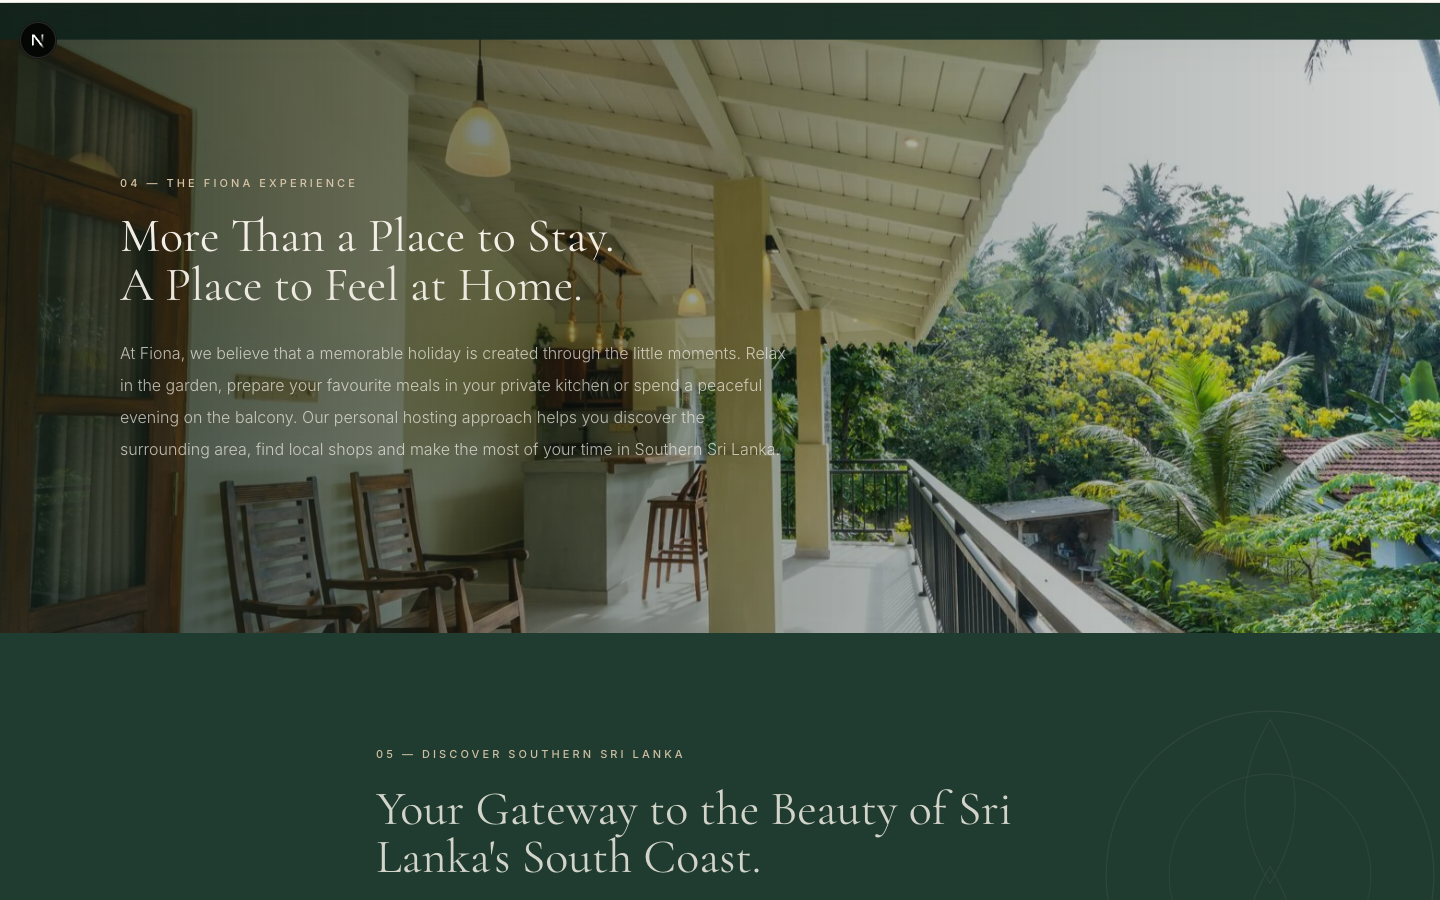 N
04 — THE FIONA EXPERIENCE
More Than a Place to Stay.
A Place to Feel at Home.
At Fiona, we believe that a memorable holiday is created through the little moments. Relax
in the garden, prepare your favourite meals in your private kitchen or spend a peaceful
evening on the balcony. Our personal hosting approach helps you discover the
surrounding area, find local shops and make the most of your time in Southern Sri Lanka.
05 — DISCOVER SOUTHERN SRI LANKA
Your Gateway to the Beauty of Sri
Lanka's South Coast.